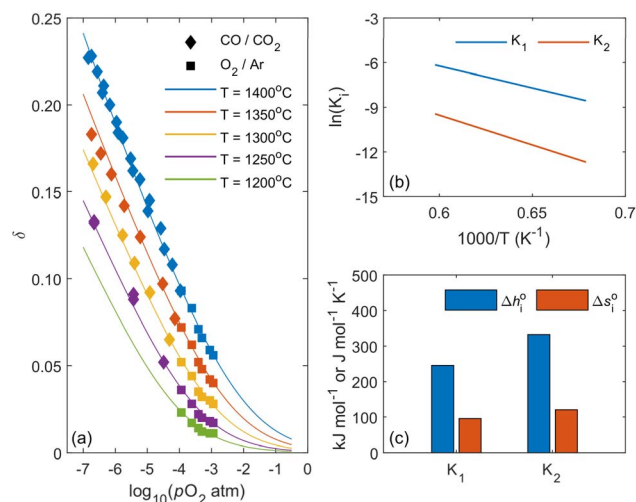 0.25
0.20
0.15
0.10
0.05
0
δ
CO / CO₂
O₂ / Ar
T = 1400°C
T = 1350°C
T = 1300°C
T = 1250°C
T = 1200°C
(a)
-7 -6 -5 -4 -3 -2 -1 0
log₁₀(pO₂ atm)
-3
-6
-9
-12
-15
ln(Kᵢ)
K₁ K₂
(b)
0.6 0.65 0.7
1000/T (K⁻¹)
500
400
300
200
100
0
kJ mol⁻¹ or J mol⁻¹ K⁻¹
Δhᵢᵒ Δsᵢᵒ
(c)
K₁ K₂